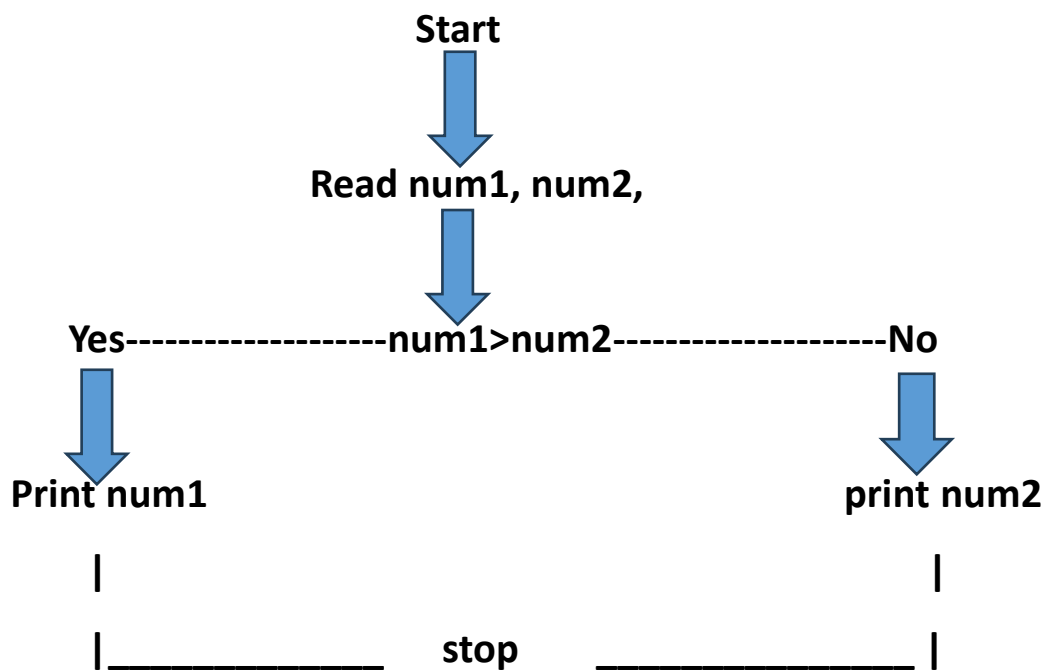 Start
Read num1, num2,
Yes--------------------num1>num2---------------------No
Print num1 print num2
| |
|_____________ stop _______________ |